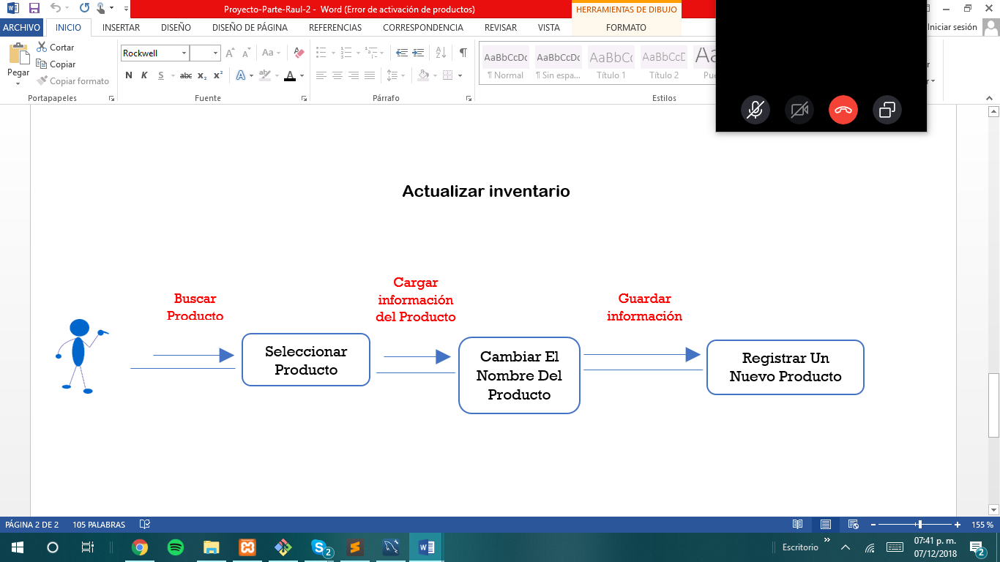 Proyecto-Parte-Raul-2 - Word (Error de activación de productos)
HERRAMIENTAS DE DIBUJO
ARCHIVO INICIO INSERTAR DISEÑO DISEÑO DE PÁGINA REFERENCIAS CORRESPONDENCIA REVISAR VISTA FORMATO Iniciar sesión
Pegar
Cortar
Copiar
Copiar formato
Portapapeles
Rockwell
N K S abc x₂ x²
Fuente
Párrafo
AaBbCcDc AaBbCcDc AaBbCc AaBbCcD
¶ Normal ¶ Sin espa... Título 1 Título 2
Estilos
Actualizar inventario
Buscar
Producto
Cargar
información
del Producto
Guardar
información
Seleccionar
Producto
Cambiar El
Nombre Del
Producto
Registrar Un
Nuevo Producto
PÁGINA 2 DE 2 105 PALABRAS 155 %
Escritorio
07:41 p. m.
07/12/2018
2
2